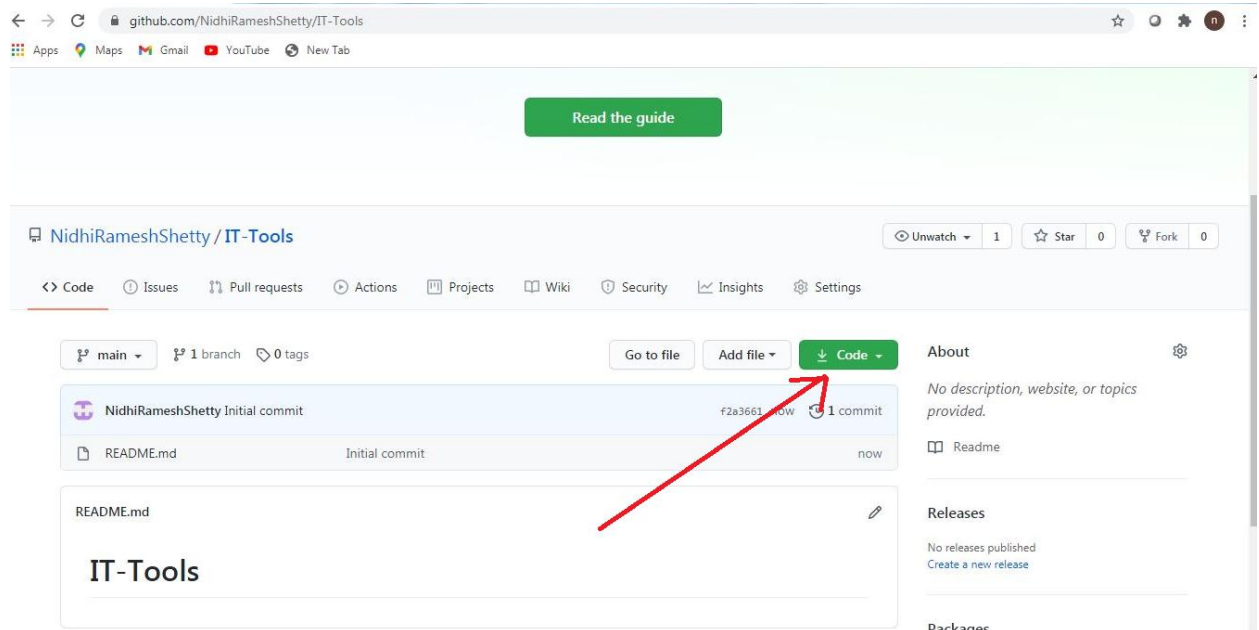 github.com/NidhiRameshShetty/IT-Tools
n
Apps Maps Gmail YouTube New Tab
Read the guide
NidhiRameshShetty / IT-Tools
Unwatch 1 Star 0 Fork 0
Code Issues Pull requests Actions Projects Wiki Security Insights Settings
main 1 branch 0 tags Go to file Add file Code
About
No description, website, or topics
provided.
NidhiRameshShetty Initial commit f2a3661 now 1 commit
README.md Initial commit now
Readme
README.md
IT-Tools
Releases
No releases published
Create a new release
Packages